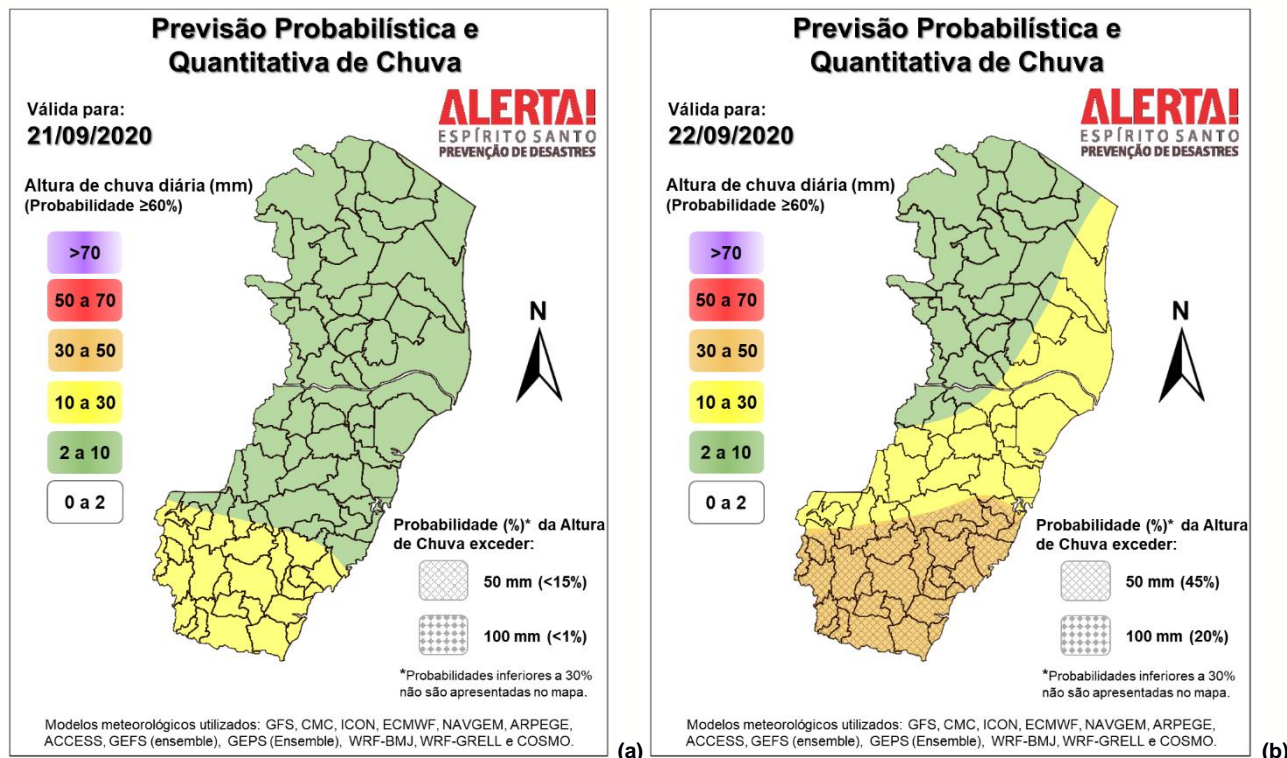 Previsão Probabilística e
Quantitativa de Chuva
Válida para:
21/09/2020
ALERTA!
ESPÍRITO SANTO
PREVENÇÃO DE DESASTRES
Altura de chuva diária (mm)
(Probabilidade ≥60%)
>70
50 a 70
30 a 50
10 a 30
2 a 10
0 a 2
N
Probabilidade (%)* da Altura
de Chuva exceder:
50 mm (<15%)
100 mm (<1%)
*Probabilidades inferiores a 30%
não são apresentadas no mapa.
Modelos meteorológicos utilizados: GFS, CMC, ICON, ECMWF, NAVGEM, ARPEGE,
ACCESS, GEFS (ensemble), GEPS (Ensemble), WRF-BMJ, WRF-GRELL e COSMO.
(a)
Previsão Probabilística e
Quantitativa de Chuva
Válida para:
22/09/2020
ALERTA!
ESPÍRITO SANTO
PREVENÇÃO DE DESASTRES
Altura de chuva diária (mm)
(Probabilidade ≥60%)
>70
50 a 70
30 a 50
10 a 30
2 a 10
0 a 2
N
Probabilidade (%)* da Altura
de Chuva exceder:
50 mm (45%)
100 mm (20%)
*Probabilidades inferiores a 30%
não são apresentadas no mapa.
Modelos meteorológicos utilizados: GFS, CMC, ICON, ECMWF, NAVGEM, ARPEGE,
ACCESS, GEFS (ensemble), GEPS (Ensemble), WRF-BMJ, WRF-GRELL e COSMO.
(b)